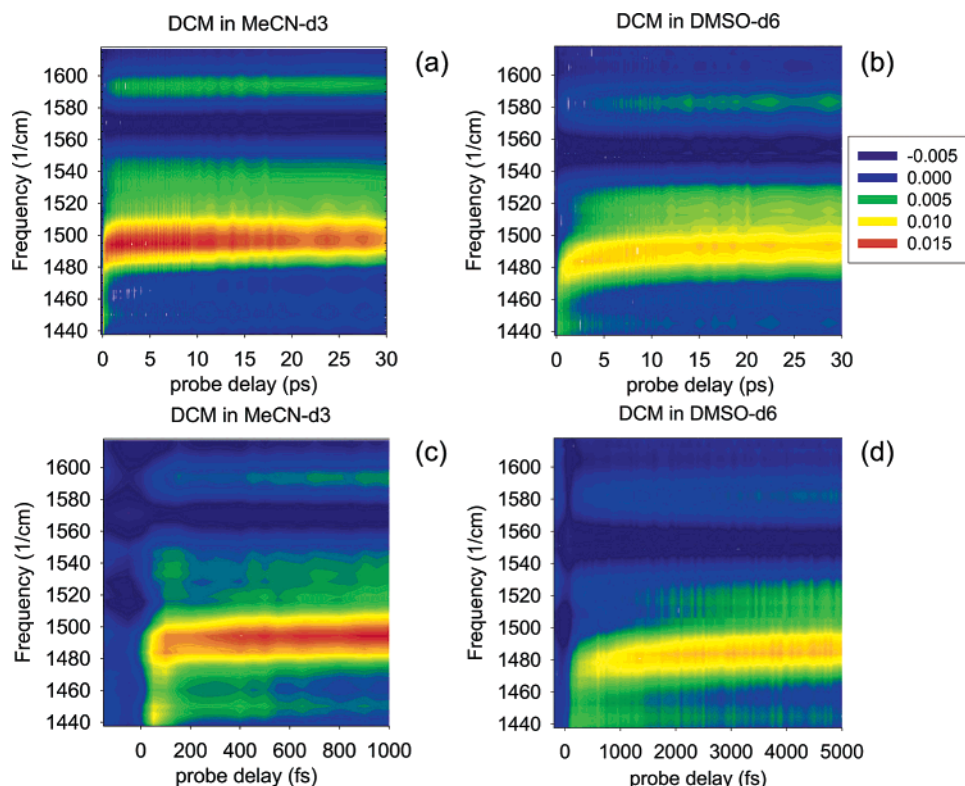 DCM in MeCN-d3
DCM in DMSO-d6
(a)
(b)
Frequency (1/cm)
1600
1580
1560
1540
1520
1500
1480
1460
1440
0 5 10 15 20 25 30
probe delay (ps)
Frequency (1/cm)
1600
1580
1560
1540
1520
1500
1480
1460
1440
0 5 10 15 20 25 30
probe delay (ps)
-0.005
0.000
0.005
0.010
0.015
DCM in MeCN-d3
DCM in DMSO-d6
(c)
(d)
Frequency (1/cm)
1600
1580
1560
1540
1520
1500
1480
1460
1440
0 200 400 600 800 1000
probe delay (fs)
Frequency (1/cm)
1600
1580
1560
1540
1520
1500
1480
1460
1440
0 1000 2000 3000 4000 5000
probe delay (fs)